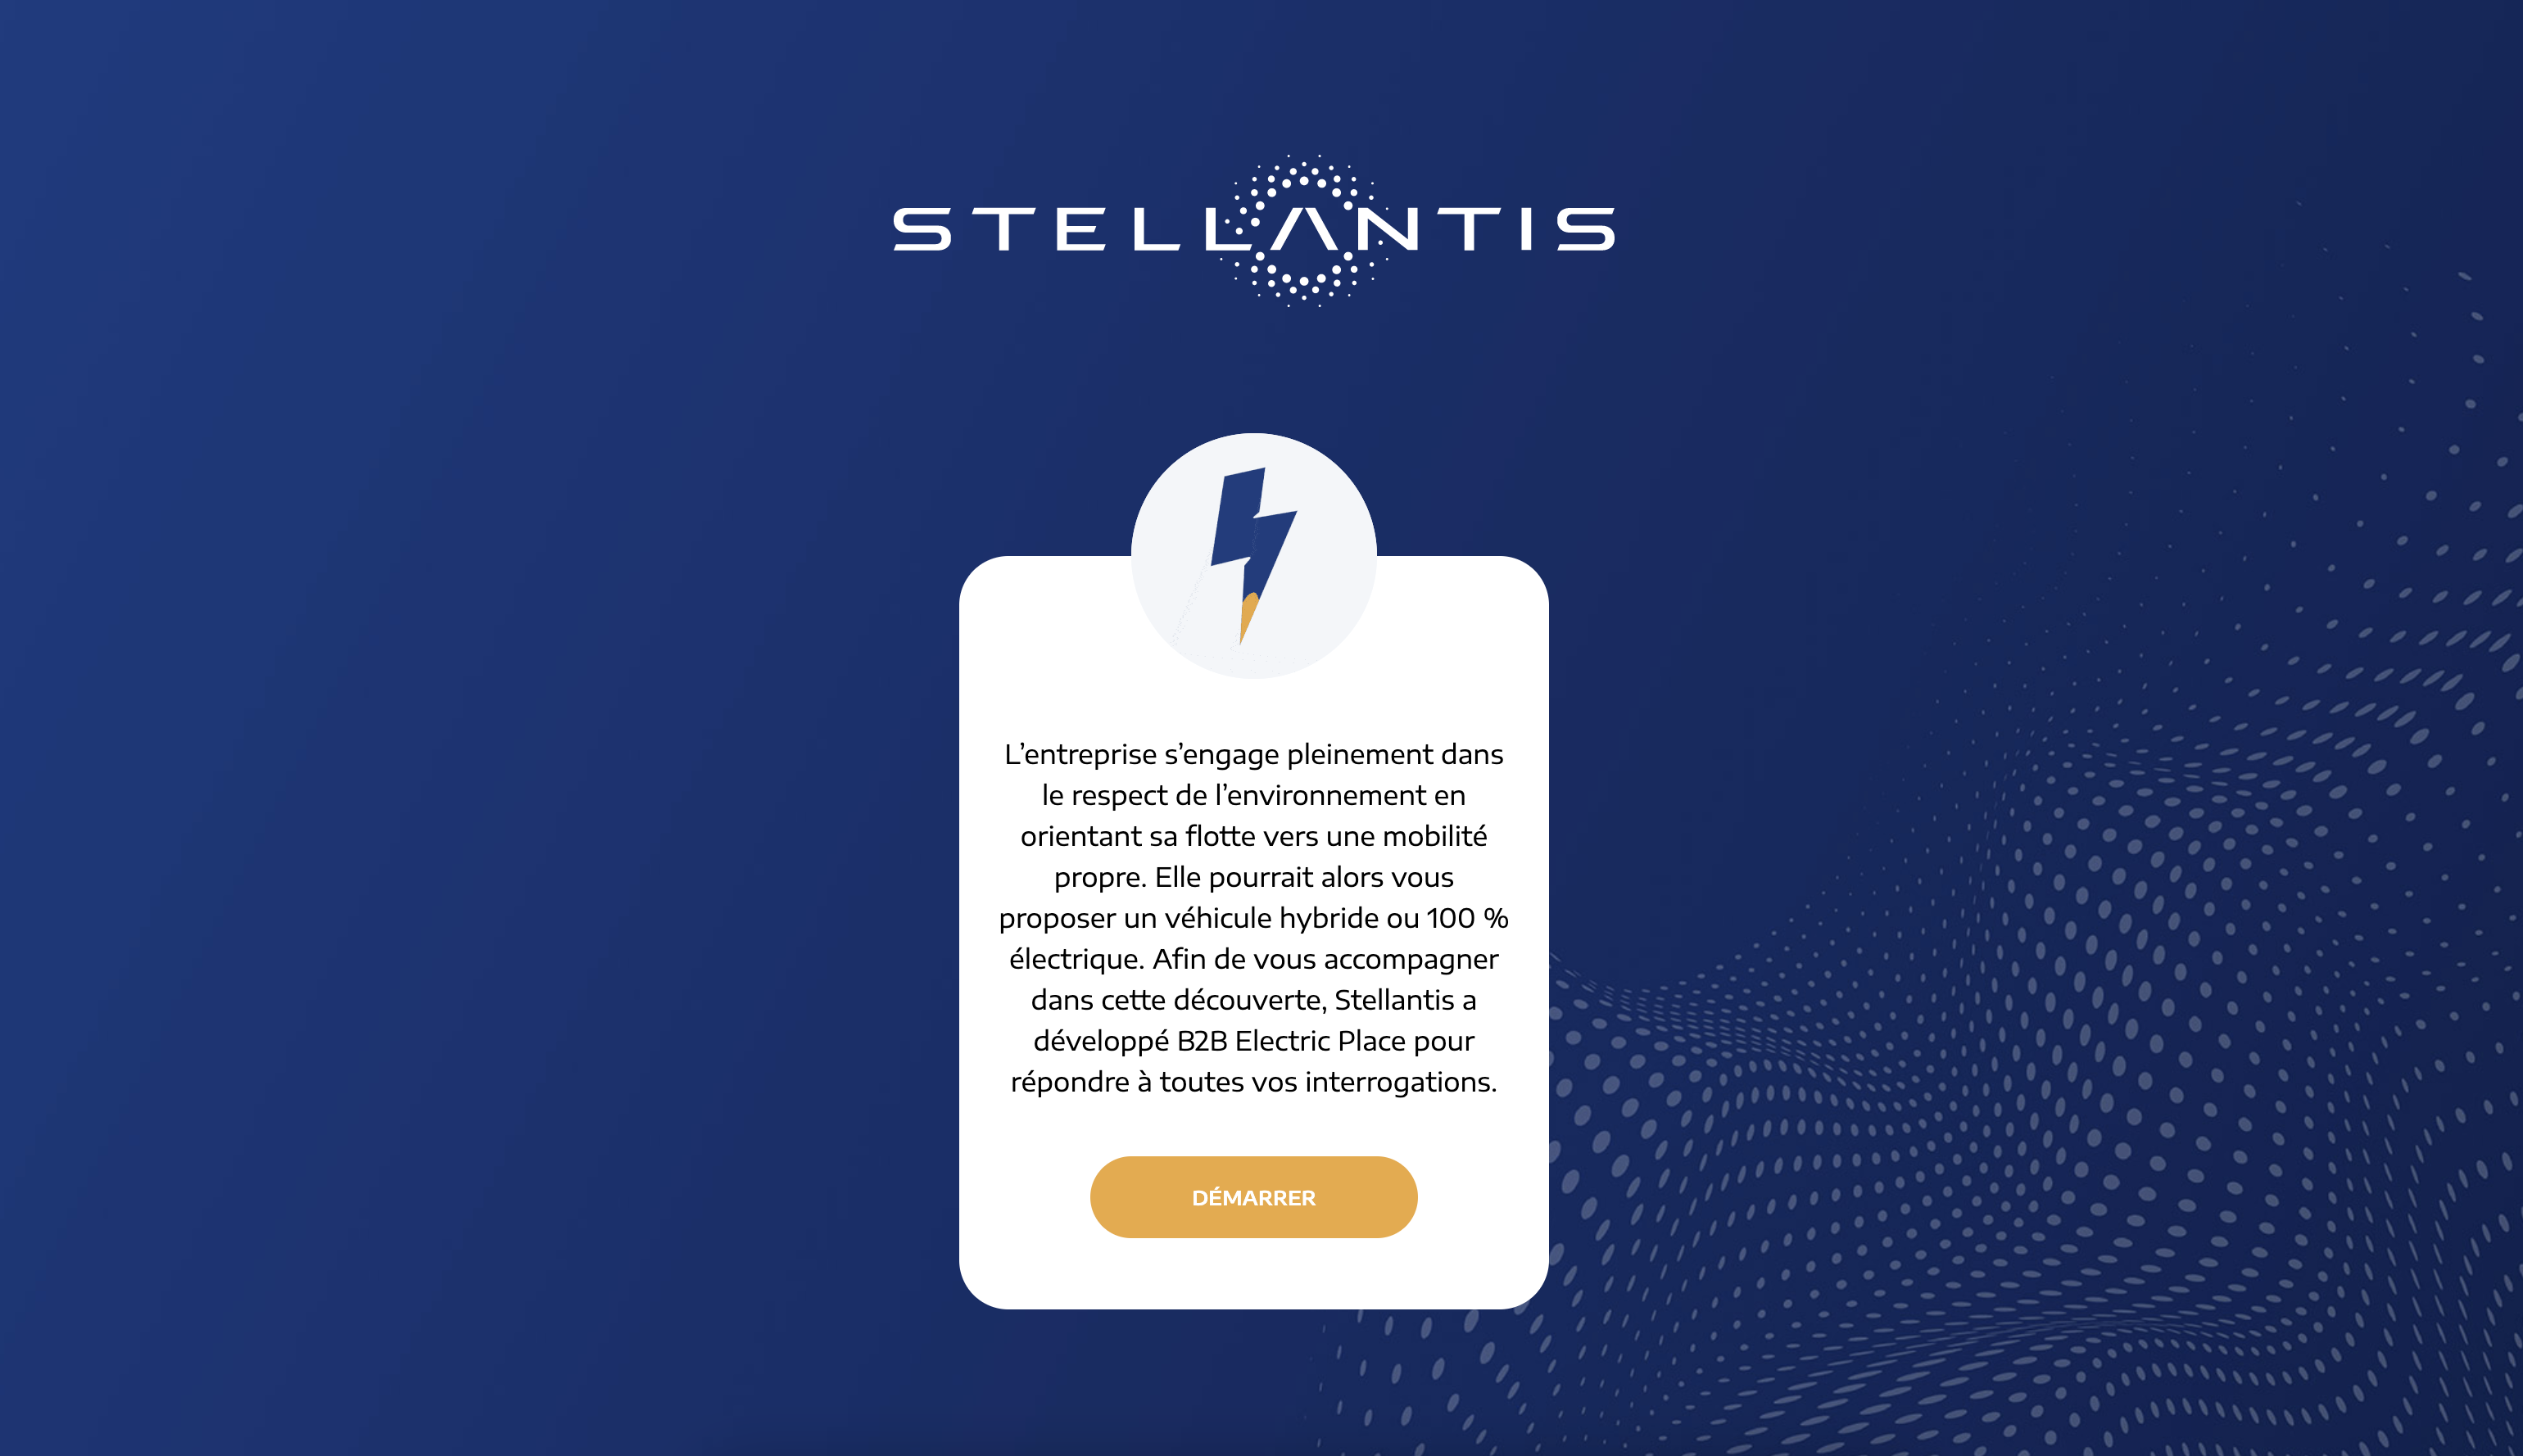 STELLANTIS
L’entreprise s’engage pleinement dans
le respect de l’environnement en
orientant sa flotte vers une mobilité
propre. Elle pourrait alors vous
proposer un véhicule hybride ou 100 %
électrique. Afin de vous accompagner
dans cette découverte, Stellantis a
développé B2B Electric Place pour
répondre à toutes vos interrogations.
DÉMARRER